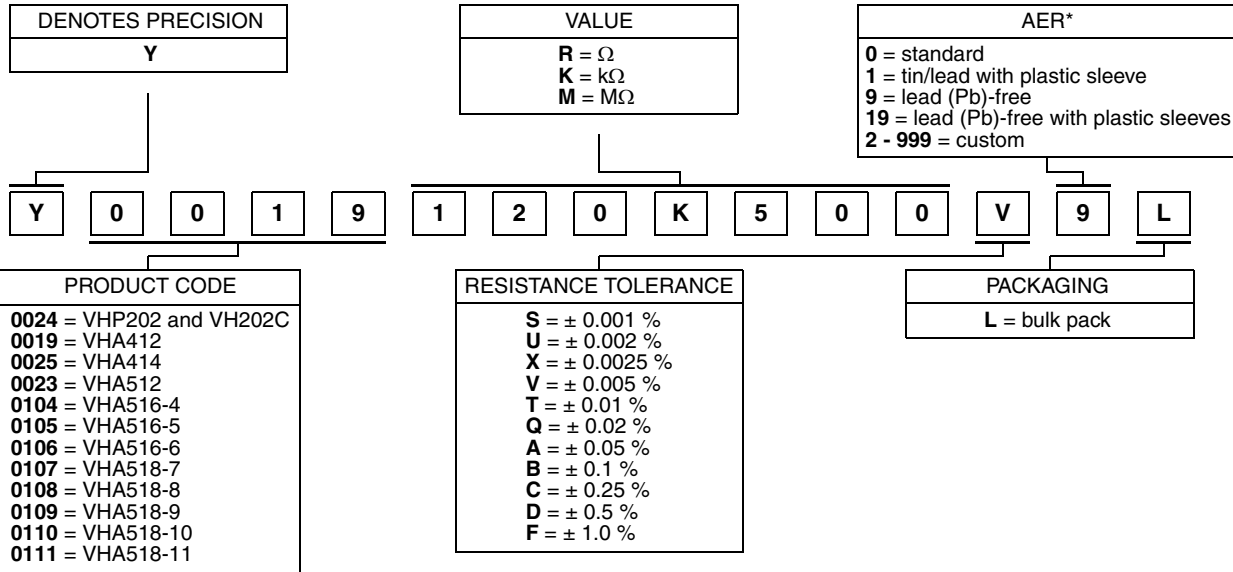 DENOTES PRECISION
Y
VALUE
R = Ω
K = kΩ
M = MΩ
AER*
0 = standard
1 = tin/lead with plastic sleeve
9 = lead (Pb)-free
19 = lead (Pb)-free with plastic sleeves
2 - 999 = custom
Y 0 0 1 9 1 2 0 K 5 0 0 V 9 L
PRODUCT CODE
0024 = VHP202 and VH202C
0019 = VHA412
0025 = VHA414
0023 = VHA512
0104 = VHA516-4
0105 = VHA516-5
0106 = VHA516-6
0107 = VHA518-7
0108 = VHA518-8
0109 = VHA518-9
0110 = VHA518-10
0111 = VHA518-11
RESISTANCE TOLERANCE
S = ± 0.001 %
U = ± 0.002 %
X = ± 0.0025 %
V = ± 0.005 %
T = ± 0.01 %
Q = ± 0.02 %
A = ± 0.05 %
B = ± 0.1 %
C = ± 0.25 %
D = ± 0.5 %
F = ± 1.0 %
PACKAGING
L = bulk pack